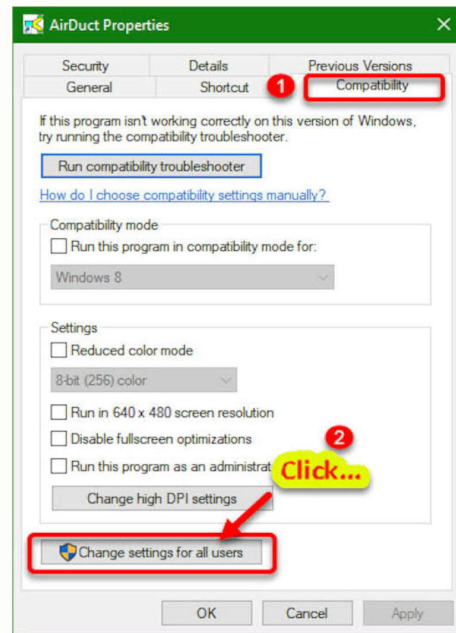 AirDuct Properties
Security Details Previous Versions
General Shortcut 1 Compatibility
If this program isn't working correctly on this version of Windows,
try running the compatibility troubleshooter.
Run compatibility troubleshooter
How do I choose compatibility settings manually?
Compatibility mode
Run this program in compatibility mode for:
Windows 8
Settings
Reduced color mode
8-bit (256) color
Run in 640 x 480 screen resolution
Disable fullscreen optimizations
2
Run this program as an administrat
Click...
Change high DPI settings
Change settings for all users
OK Cancel Apply